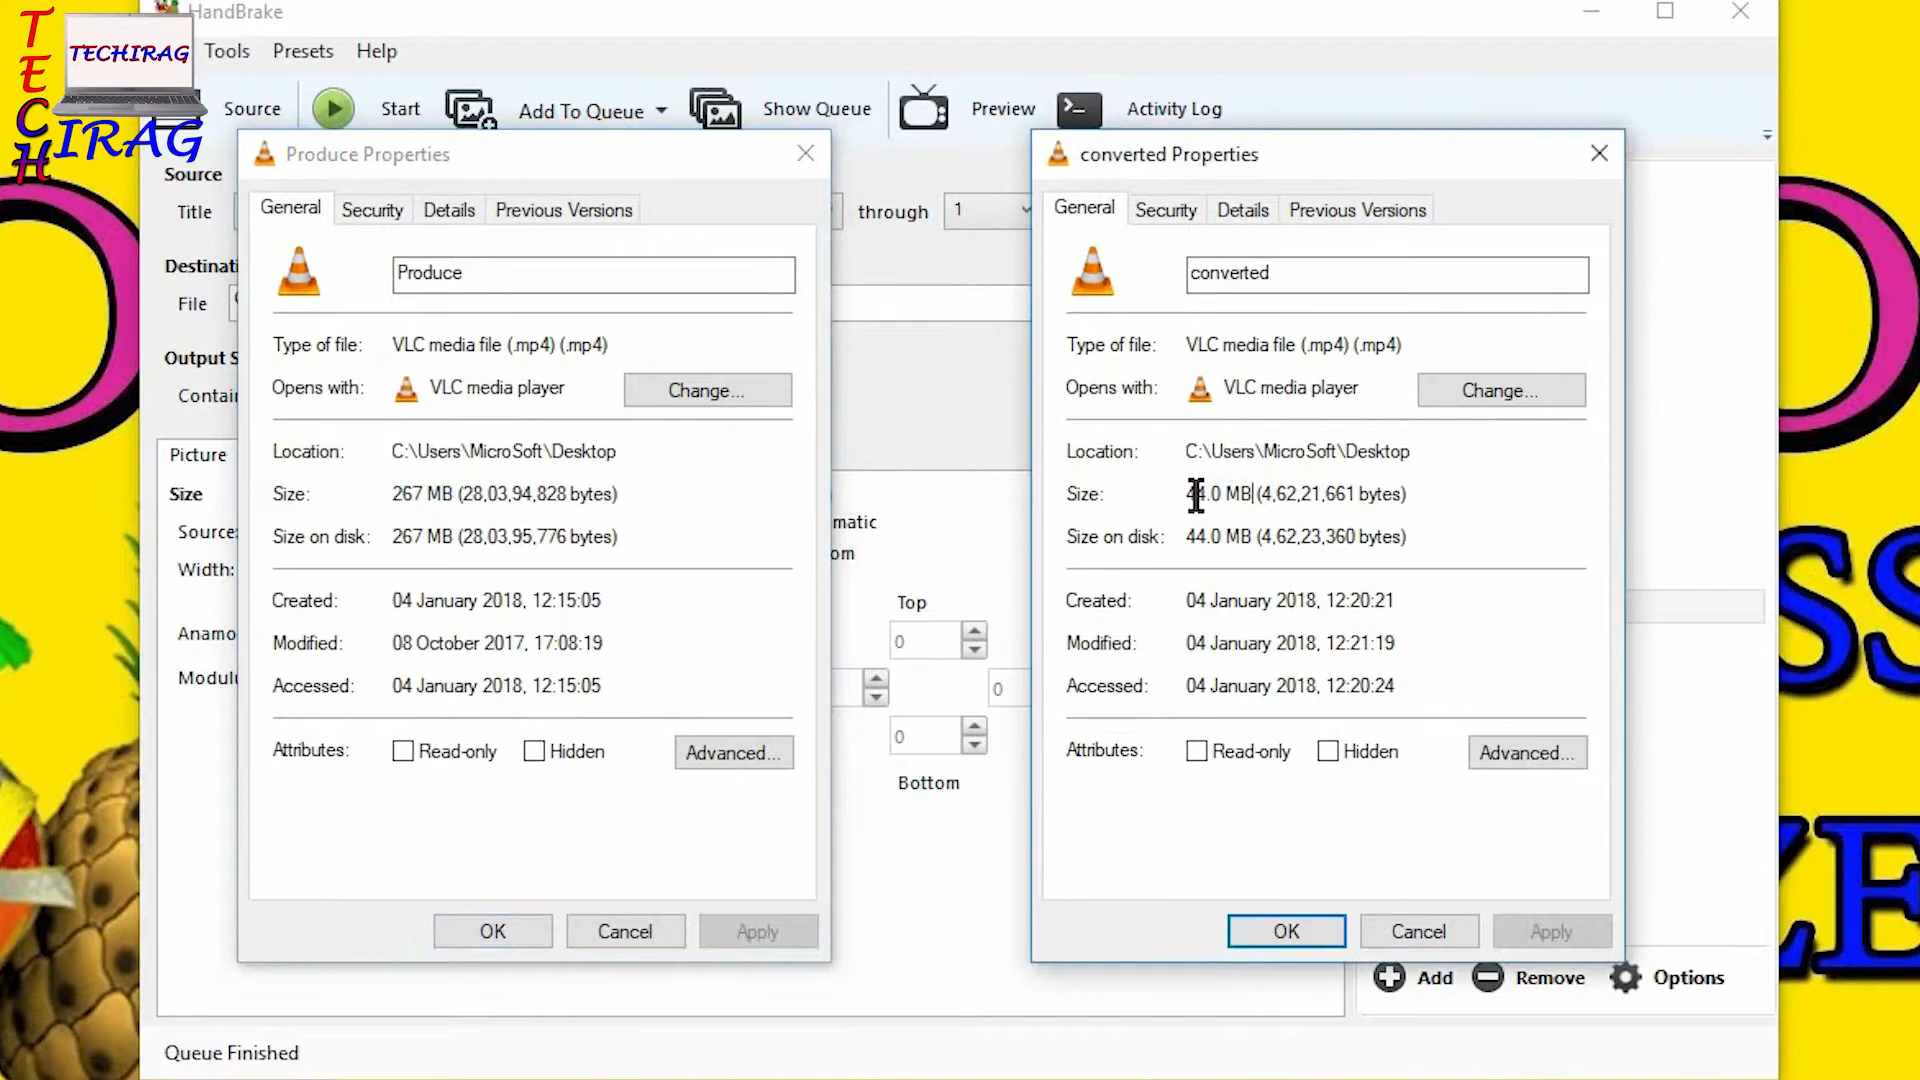 HandBrake
TECH
TECHIRAG
IRAG
Tools Presets Help
Source Start Add To Queue Show Queue Preview Activity Log
Source
Title through 1
File
Produce Properties
General Security Details Previous Versions
Produce
Type of file: VLC media file (.mp4) (.mp4)
Opens with: VLC media player Change...
Location: C:\Users\MicroSoft\Desktop
Size: 267 MB (28,03,94,828 bytes)
Size on disk: 267 MB (28,03,95,776 bytes)
Created: 04 January 2018, 12:15:05
Modified: 08 October 2017, 17:08:19
Accessed: 04 January 2018, 12:15:05
Attributes: Read-only Hidden Advanced...
OK Cancel Apply
converted Properties
General Security Details Previous Versions
converted
Type of file: VLC media file (.mp4) (.mp4)
Opens with: VLC media player Change...
Location: C:\Users\MicroSoft\Desktop
Size: 44.0 MB (4,62,21,661 bytes)
Size on disk: 44.0 MB (4,62,23,360 bytes)
Created: 04 January 2018, 12:20:21
Modified: 04 January 2018, 12:21:19
Accessed: 04 January 2018, 12:20:24
Attributes: Read-only Hidden Advanced...
OK Cancel Apply
Picture
Size
Width:
Top
0
0
0
Bottom
Add Remove Options
Queue Finished